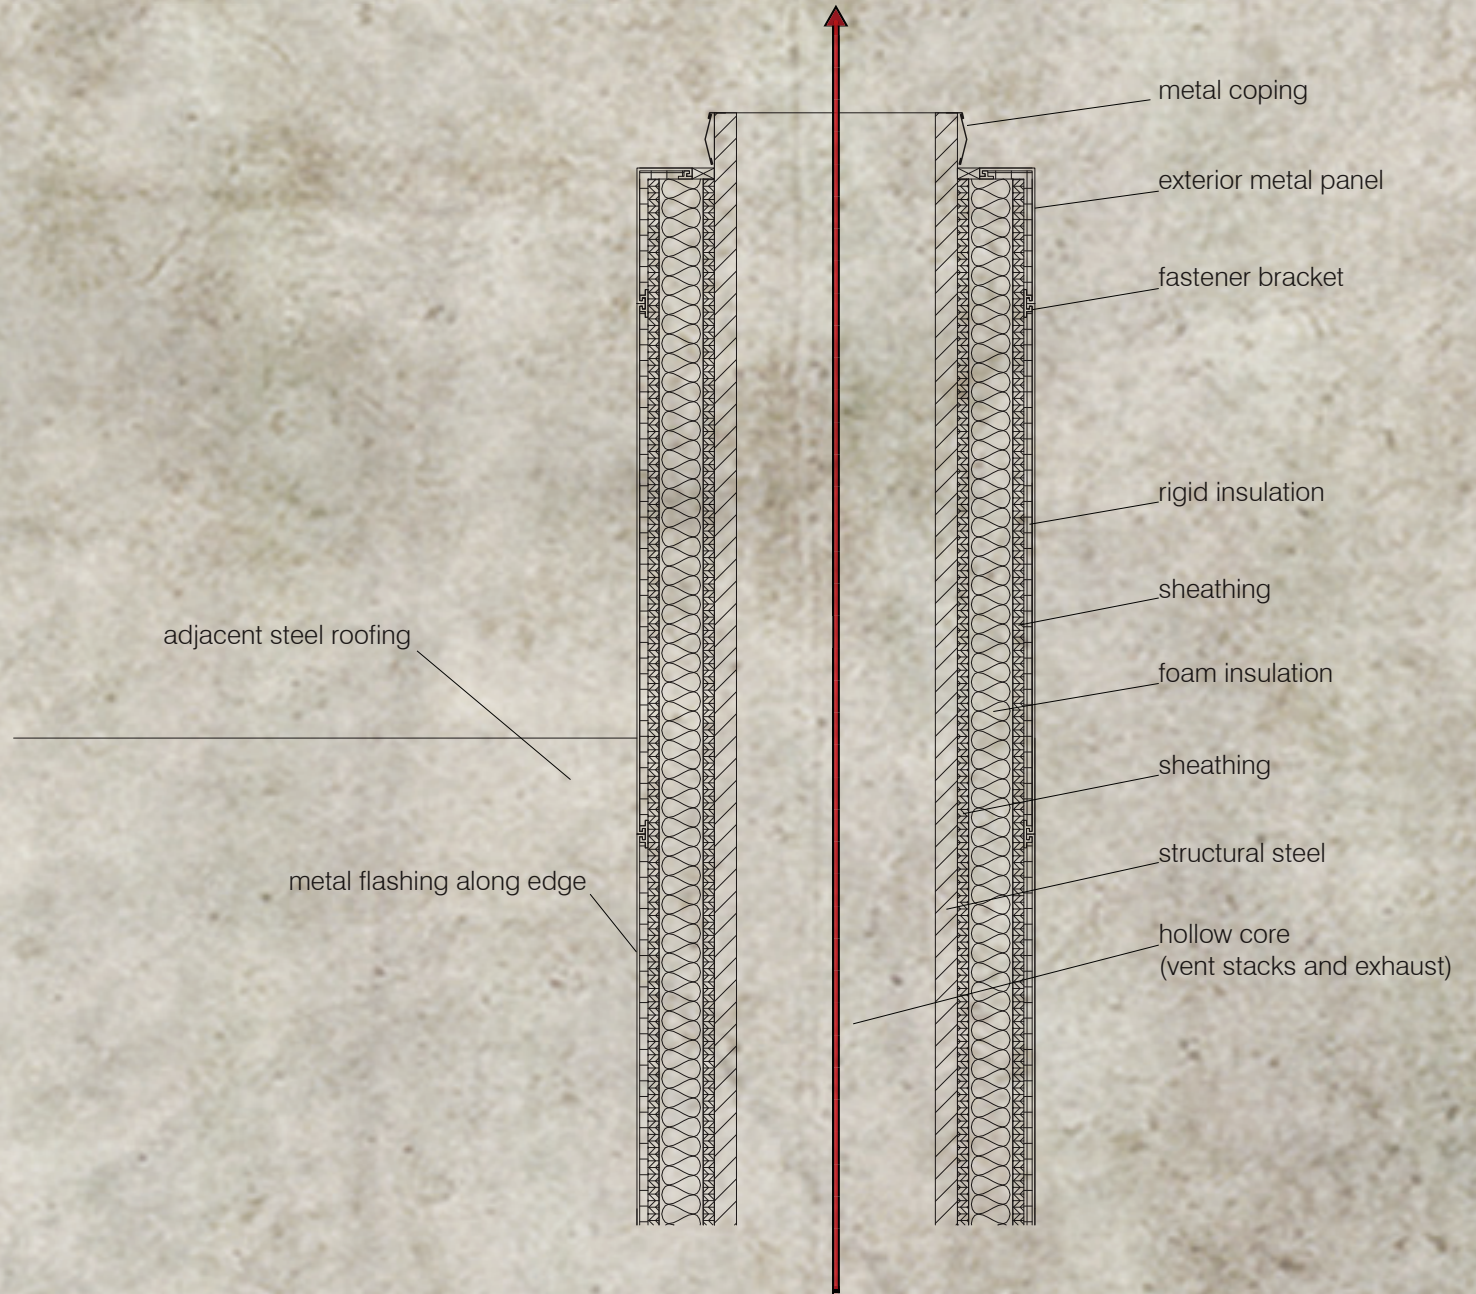 metal coping
exterior metal panel
fastener bracket
rigid insulation
sheathing
adjacent steel roofing
foam insulation
sheathing
structural steel
metal flashing along edge
hollow core
(vent stacks and exhaust)